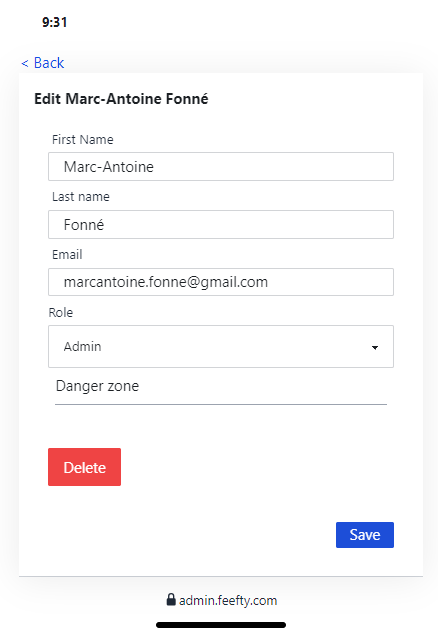 9:31
< Back
Edit Marc-Antoine Fonné
First Name
Marc-Antoine
Last name
Fonné
Email
marcantoine.fonne@gmail.com
Role
Admin
Danger zone
Delete
Save
admin.feefty.com